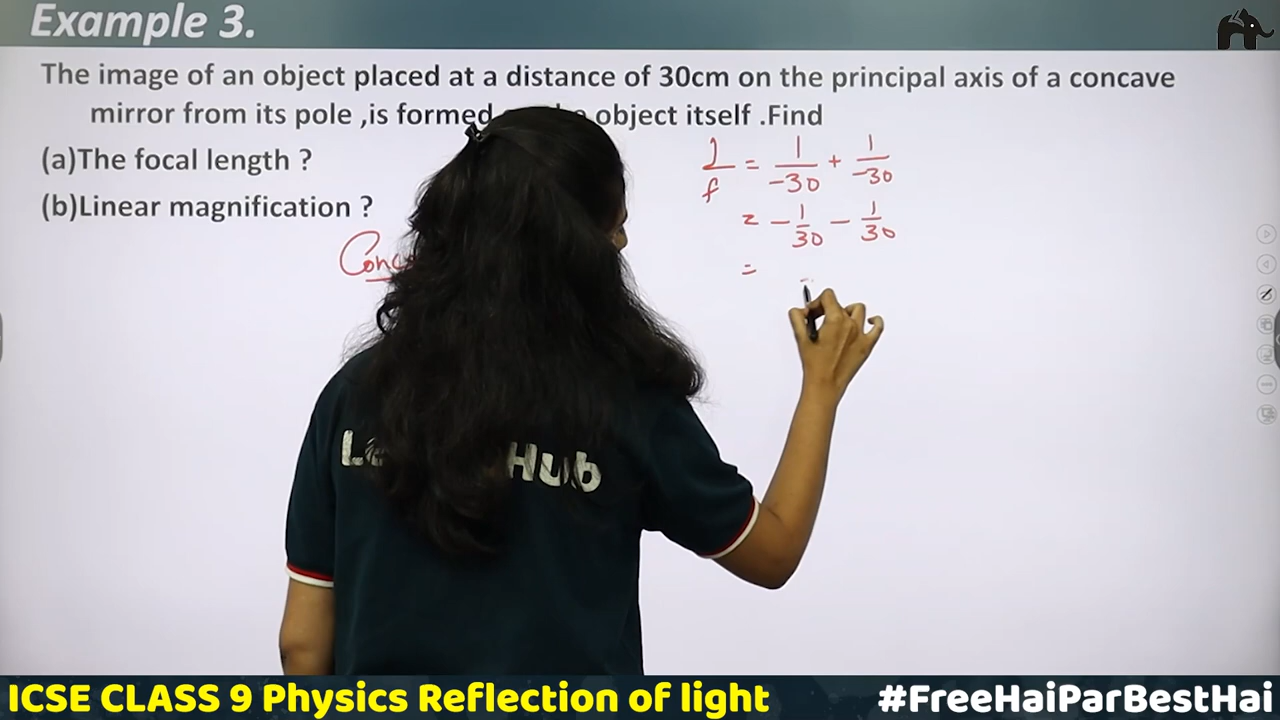 Example 3.
The image of an object placed at a distance of 30cm on the principal axis of a concave
mirror from its pole ,is formed object itself .Find
(a)The focal length ?
(b)Linear magnification ?
1/f = 1/-30 + 1/-30
= -1/30 - 1/30
=
Conc
Hub
ICSE CLASS 9 Physics Reflection of light
#FreeHaiParBestHai